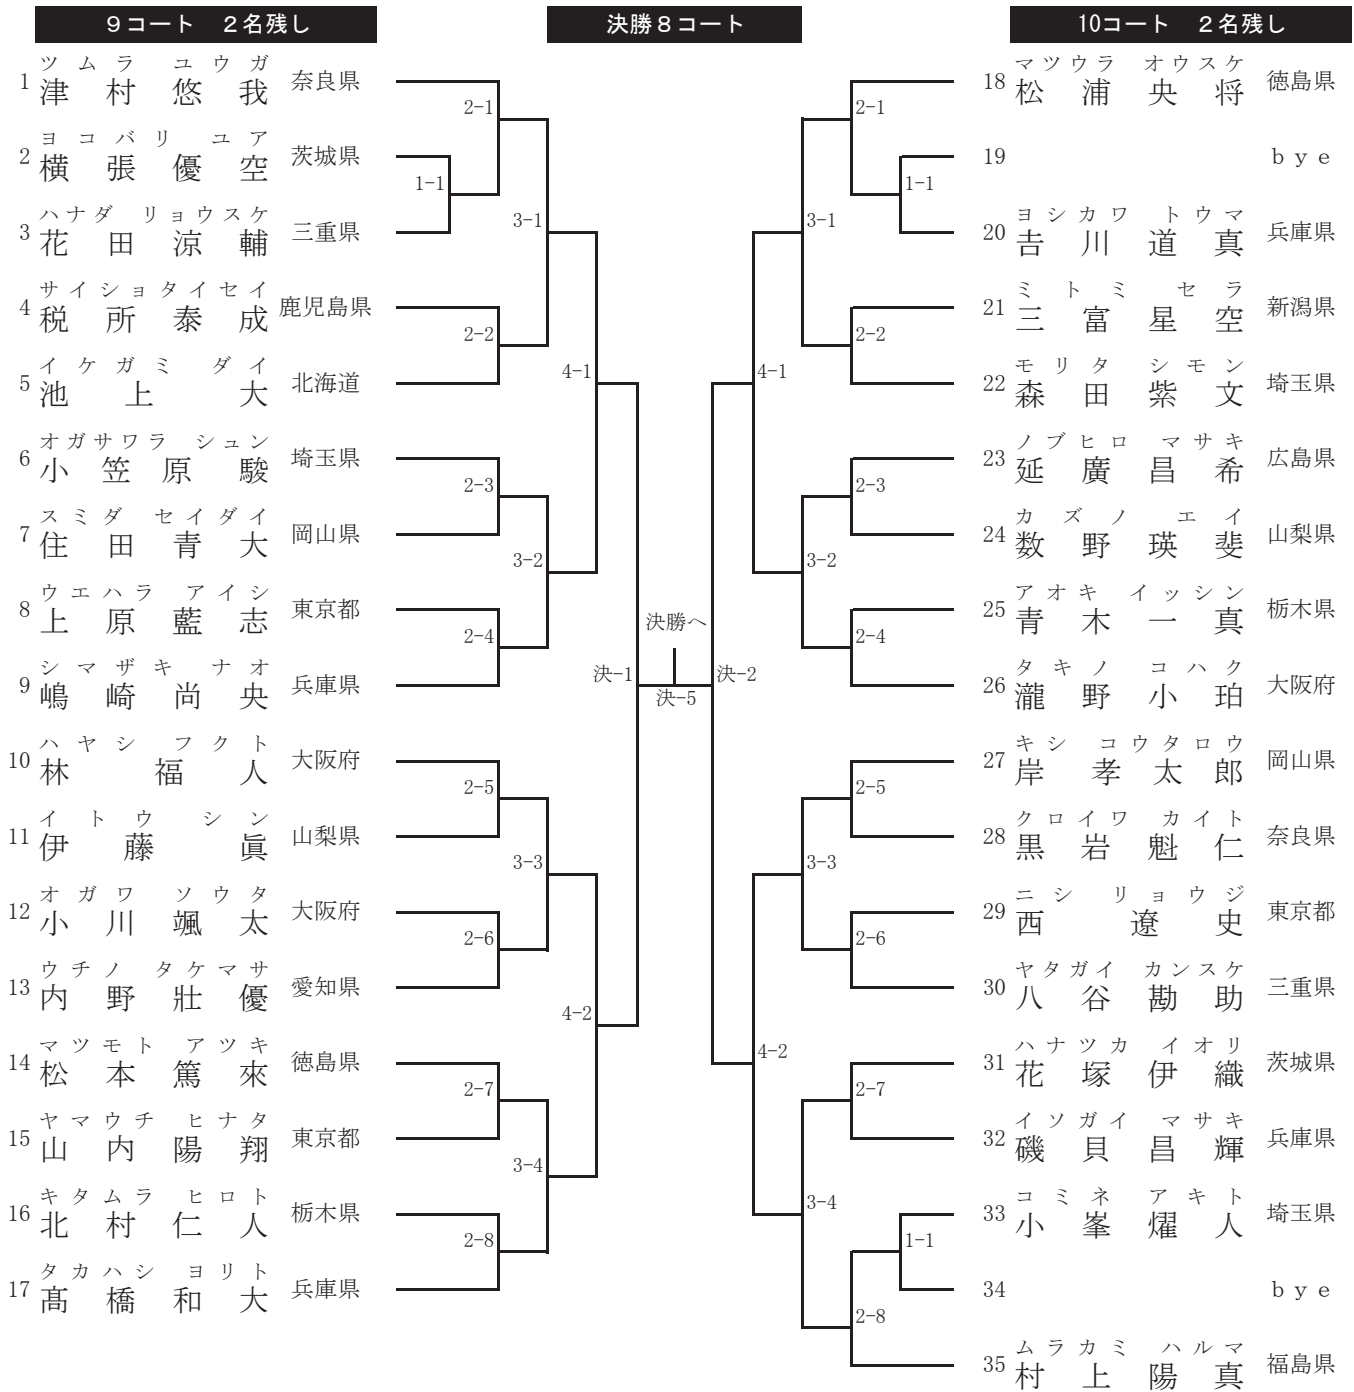 9コート 2名残し
ツムラ ユウガ
1 津村悠我 奈良県
ヨコバリ ユア
2 横張優空 茨城県
ハナダ リョウスケ
3 花田涼輔 三重県
サイショタイセイ
4 税所泰成 鹿児島県
イケガミ ダイ
5 池上大 北海道
オガサワラ シュン
6 小笠原駿 埼玉県
スミダ セイダイ
7 住田青大 岡山県
ウエハラ アイシ
8 上原藍志 東京都
シマザキ ナオ
9 嶋崎尚央 兵庫県
ハヤシ フクト
10 林福人 大阪府
イトウ シン
11 伊藤眞 山梨県
オガワ ソウタ
12 小川颯太 大阪府
ウチノ タケマサ
13 内野壯優 愛知県
マツモト アツキ
14 松本篤來 徳島県
ヤマウチ ヒナタ
15 山内陽翔 東京都
キタムラ ヒロト
16 北村仁人 栃木県
タカハシ ヨリト
17 髙橋和大 兵庫県
1-1
2-1
2-2
2-3
2-4
2-5
2-6
2-7
2-8
3-1
3-2
3-3
3-4
4-1
4-2
決勝8コート
決勝へ
決-1
決-5
決-2
4-1
4-2
3-1
3-2
3-3
3-4
2-1
2-2
2-3
2-4
2-5
2-6
2-7
2-8
1-1
1-1
10コート 2名残し
マツウラ オウスケ
18 松浦央将 徳島県
19 bye
ヨシカワ トウマ
20 𠮷川道真 兵庫県
ミトミ セラ
21 三富星空 新潟県
モリタ シモン
22 森田紫文 埼玉県
ノブヒロ マサキ
23 延廣昌希 広島県
カズノ エイ
24 数野瑛斐 山梨県
アオキ イッシン
25 青木一真 栃木県
タキノ コハク
26 瀧野小珀 大阪府
キシ コウタロウ
27 岸孝太郎 岡山県
クロイワ カイト
28 黒岩魁仁 奈良県
ニシ リョウジ
29 西遼史 東京都
ヤタガイ カンスケ
30 八谷勘助 三重県
ハナツカ イオリ
31 花塚伊織 茨城県
イソガイ マサキ
32 磯貝昌輝 兵庫県
コミネ アキト
33 小峯燿人 埼玉県
34 bye
ムラカミ ハルマ
35 村上陽真 福島県